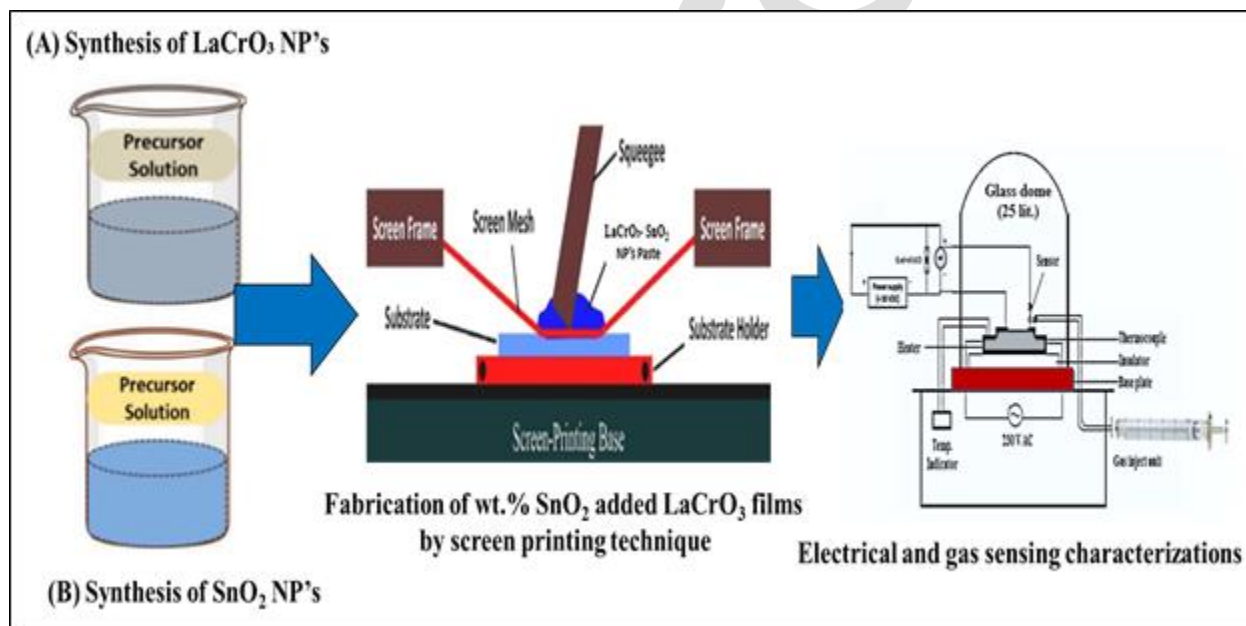 (A) Synthesis of LaCrO₃ NP's
Precursor
Solution
Precursor
Solution
(B) Synthesis of SnO₂ NP's
Squeegee
Screen Frame
Screen Mesh
LaCrO₃- SnO₂
NP's Paste
Screen Frame
Substrate
Substrate Holder
Screen-Printing Base
Fabrication of wt.% SnO₂ added LaCrO₃ films
by screen printing technique
Glass dome
(25 lit.)
Sensor
Power supply
Heater
Thermocouple
Insulator
Base plate
Temp.
Indicator
230 V AC
Gas inject unit
Electrical and gas sensing characterizations